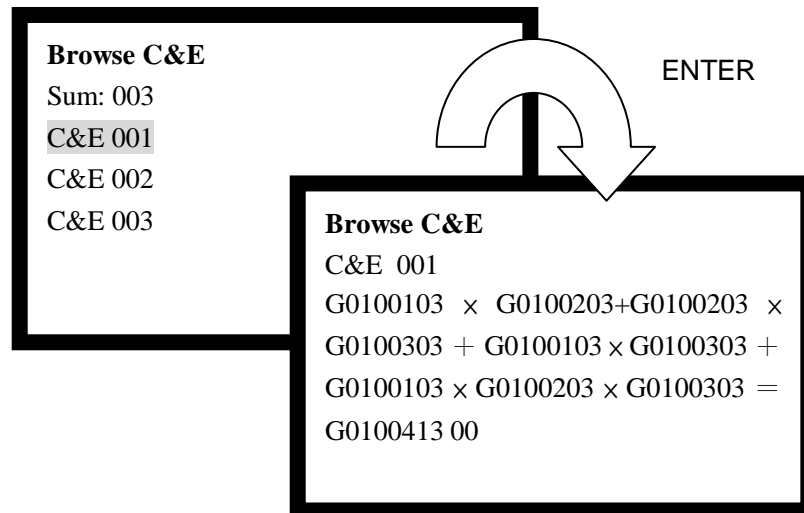 Browse C&E
Sum: 003
C&E 001
C&E 002
C&E 003
ENTER
Browse C&E
C&E 001
G0100103 × G0100203+G0100203 ×
G0100303 + G0100103 × G0100303 +
G0100103 × G0100203 × G0100303 =
G0100413 00